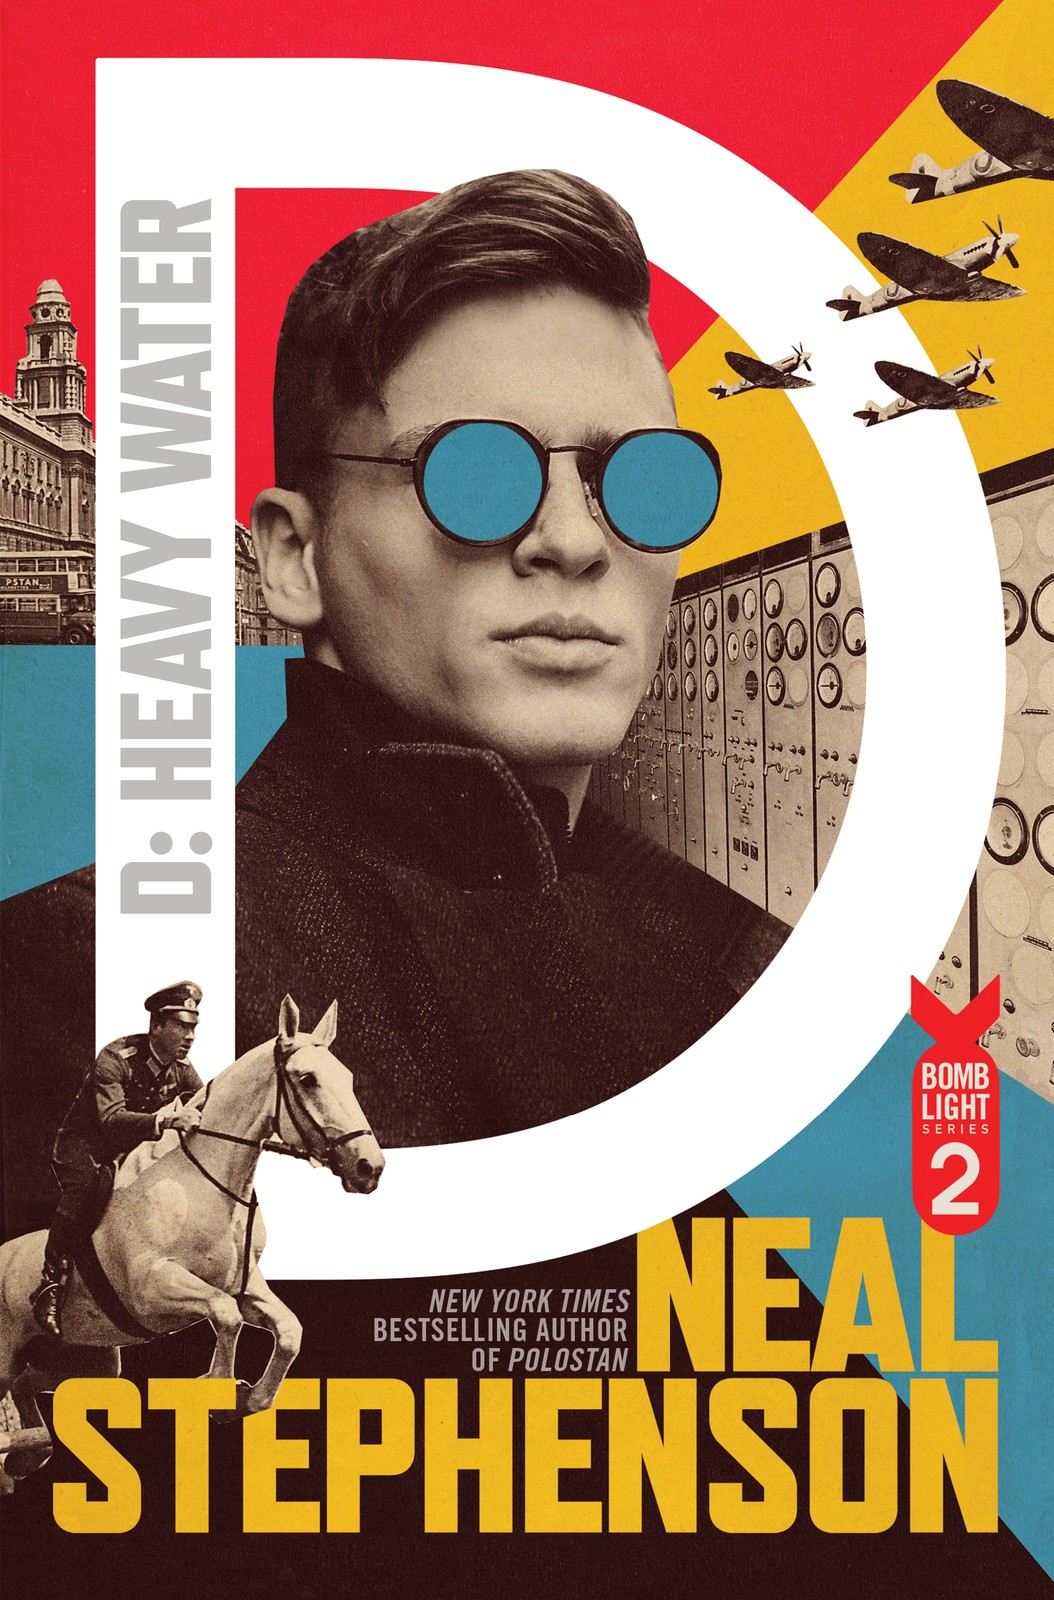 D: HEAVY WATER
PSTAN
BOMB
LIGHT
SERIES
2
NEW YORK TIMES
BESTSELLING AUTHOR
OF POLOSTAN
NEAL
STEPHENSON